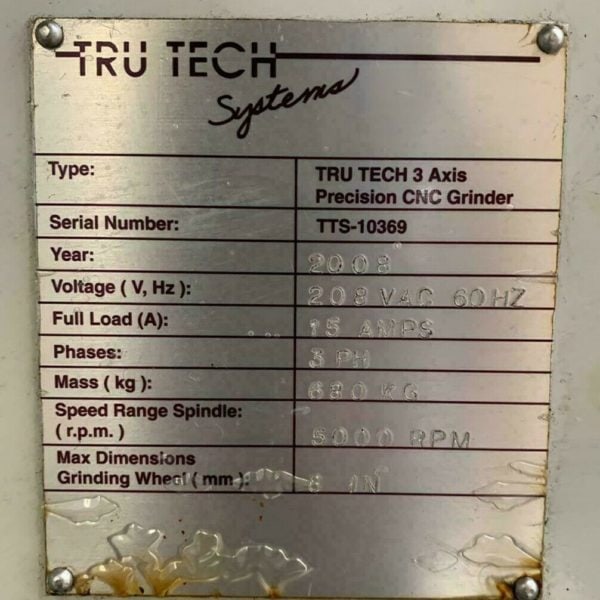 TRU TECH
Systems
Type: TRU TECH 3 Axis
Precision CNC Grinder
Serial Number: TTS-10369
Year: 2008
Voltage ( V, Hz ): 208 VAC 60HZ
Full Load (A): 15 AMPS
Phases: 3 PH
Mass ( kg ): 680 KG
Speed Range Spindle:
( r.p.m. ) 5000 RPM
Max Dimensions
Grinding Wheel ( mm ): IN